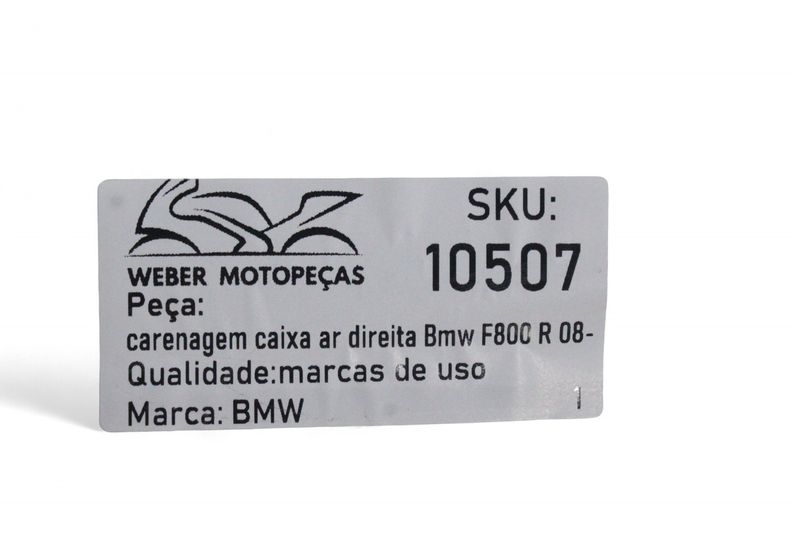 WEBER MOTOPEÇAS
SKU:
10507
Peça:
carenagem caixa ar direita Bmw F800 R 08-
Qualidade:marcas de uso
Marca: BMW
1